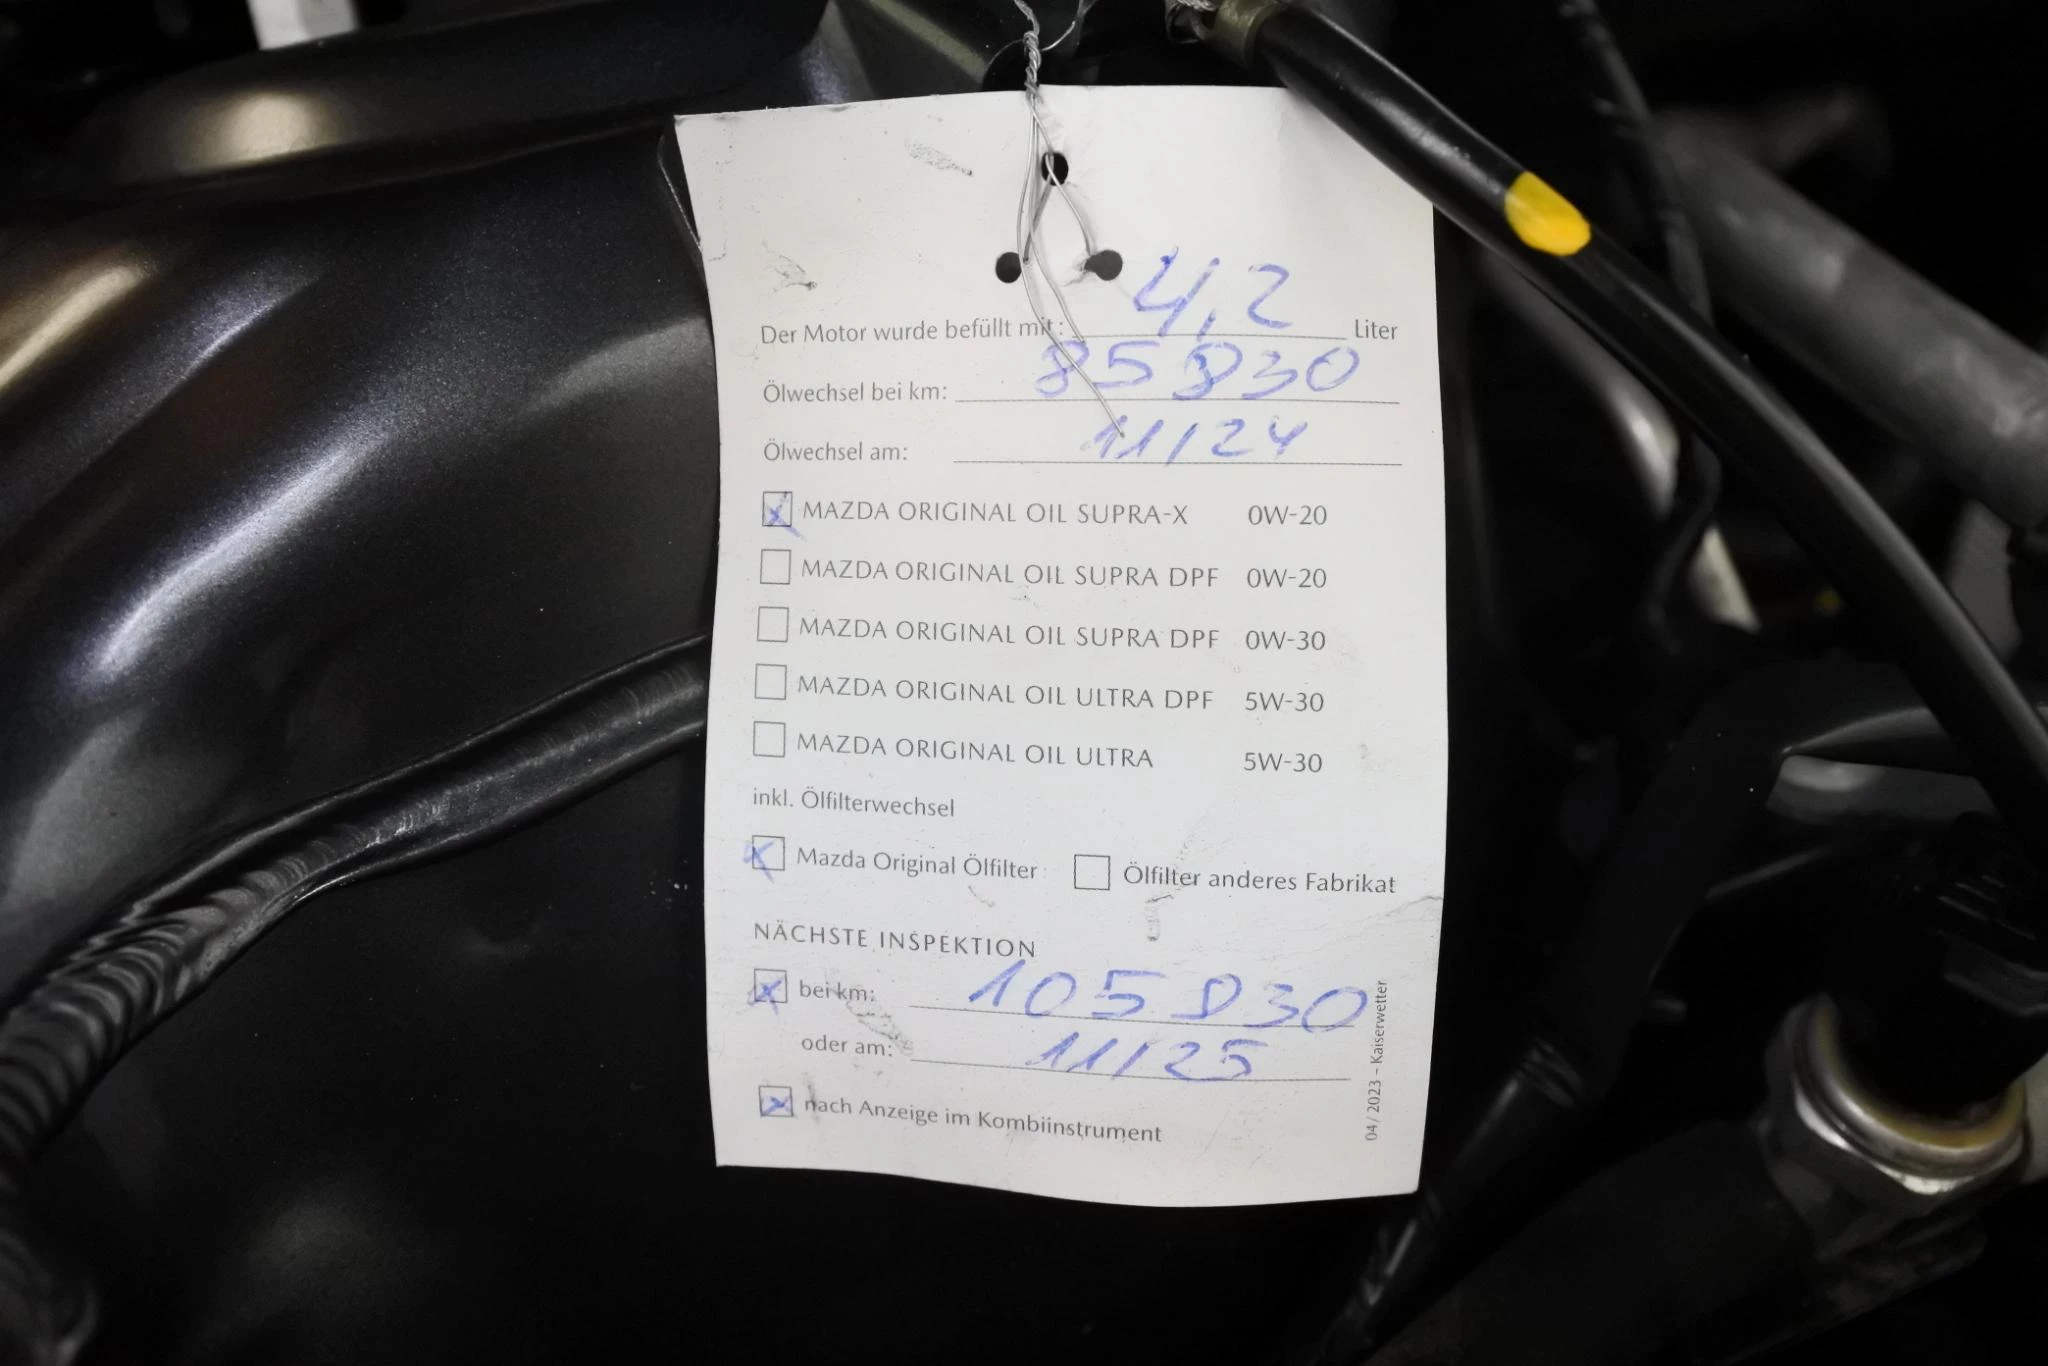 Der Motor wurde befüllt mit: 4,2 Liter
Ölwechsel bei km: 85830
Ölwechsel am: 11/24
MAZDA ORIGINAL OIL SUPRA-X 0W-20
MAZDA ORIGINAL OIL SUPRA DPF 0W-20
MAZDA ORIGINAL OIL SUPRA DPF 0W-30
MAZDA ORIGINAL OIL ULTRA DPF 5W-30
MAZDA ORIGINAL OIL ULTRA 5W-30
inkl. Ölfilterwechsel
Mazda Original Ölfilter Ölfilter anderes Fabrikat
NÄCHSTE INSPEKTION
bei km: 105830
oder am: 11/25
nach Anzeige im Kombiinstrument
04/2023 – Kaiserwetter